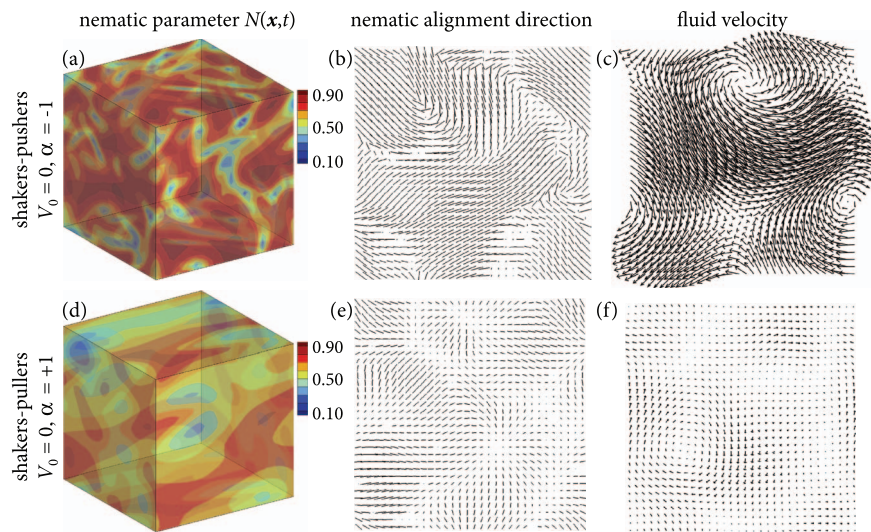 nematic parameter N(x,t) nematic alignment direction fluid velocity
(a) (b) (c)
shakers-pushers
V0 = 0, α = -1
0.90
0.50
0.10
(d) (e) (f)
shakers-pullers
V0 = 0, α = +1
0.90
0.50
0.10